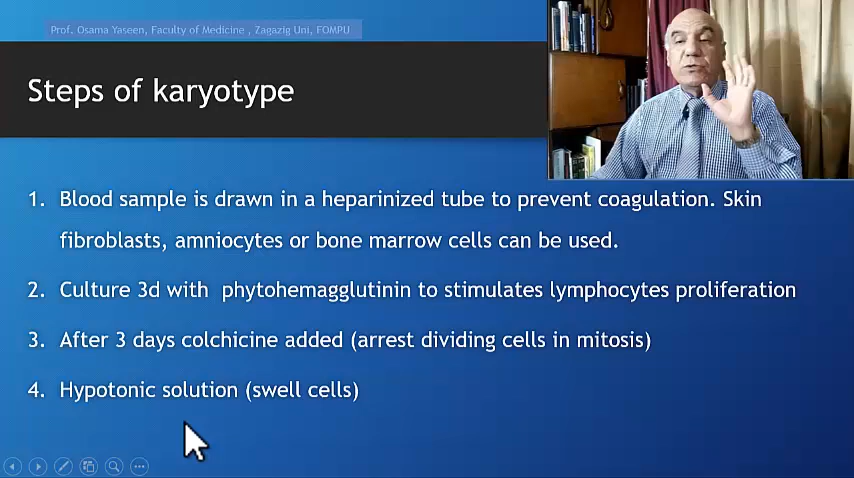 Prof. Osama Yaseen, Faculty of Medicine , Zagazig Uni, FOMPU
Steps of karyotype
1. Blood sample is drawn in a heparinized tube to prevent coagulation. Skin
fibroblasts, amniocytes or bone marrow cells can be used.
2. Culture 3d with phytohemagglutinin to stimulates lymphocytes proliferation
3. After 3 days colchicine added (arrest dividing cells in mitosis)
4. Hypotonic solution (swell cells)